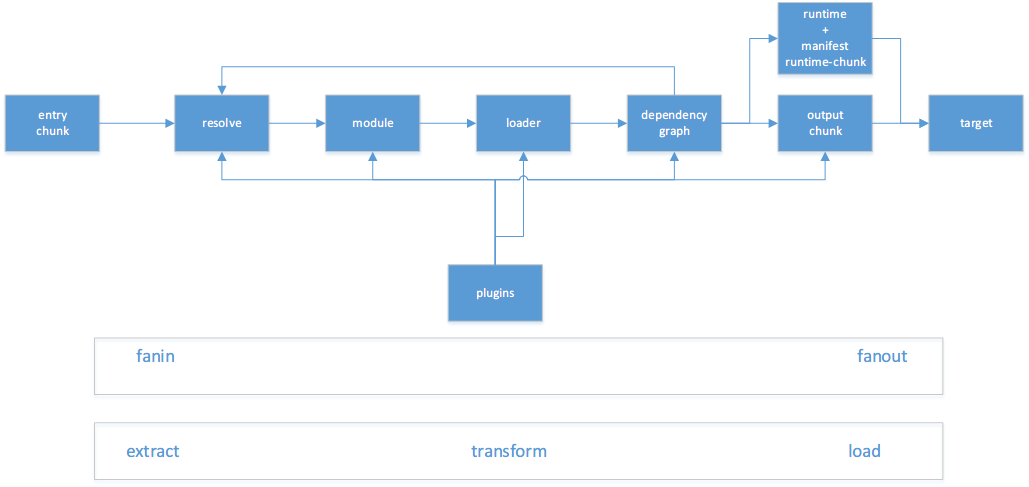 runtime
+
manifest
runtime-chunk
entry
chunk
resolve
module
loader
dependency
graph
output
chunk
target
plugins
fanin
fanout
extract
transform
load